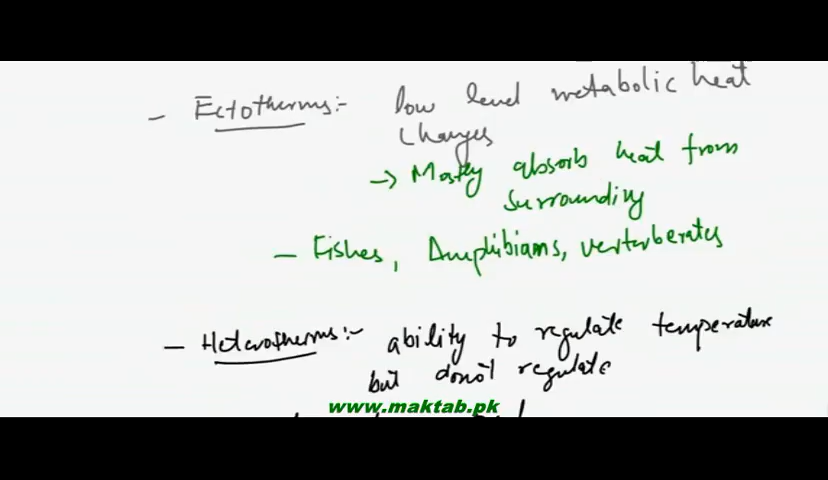 - Ectotherms:- low level metabolic heat
changes
→ Mostly absorb heat from
surrounding
- Fishes, Amphibians, verterberates
- Heterotherms:- ability to regulate temperature
but donot regulate
www.maktab.pk